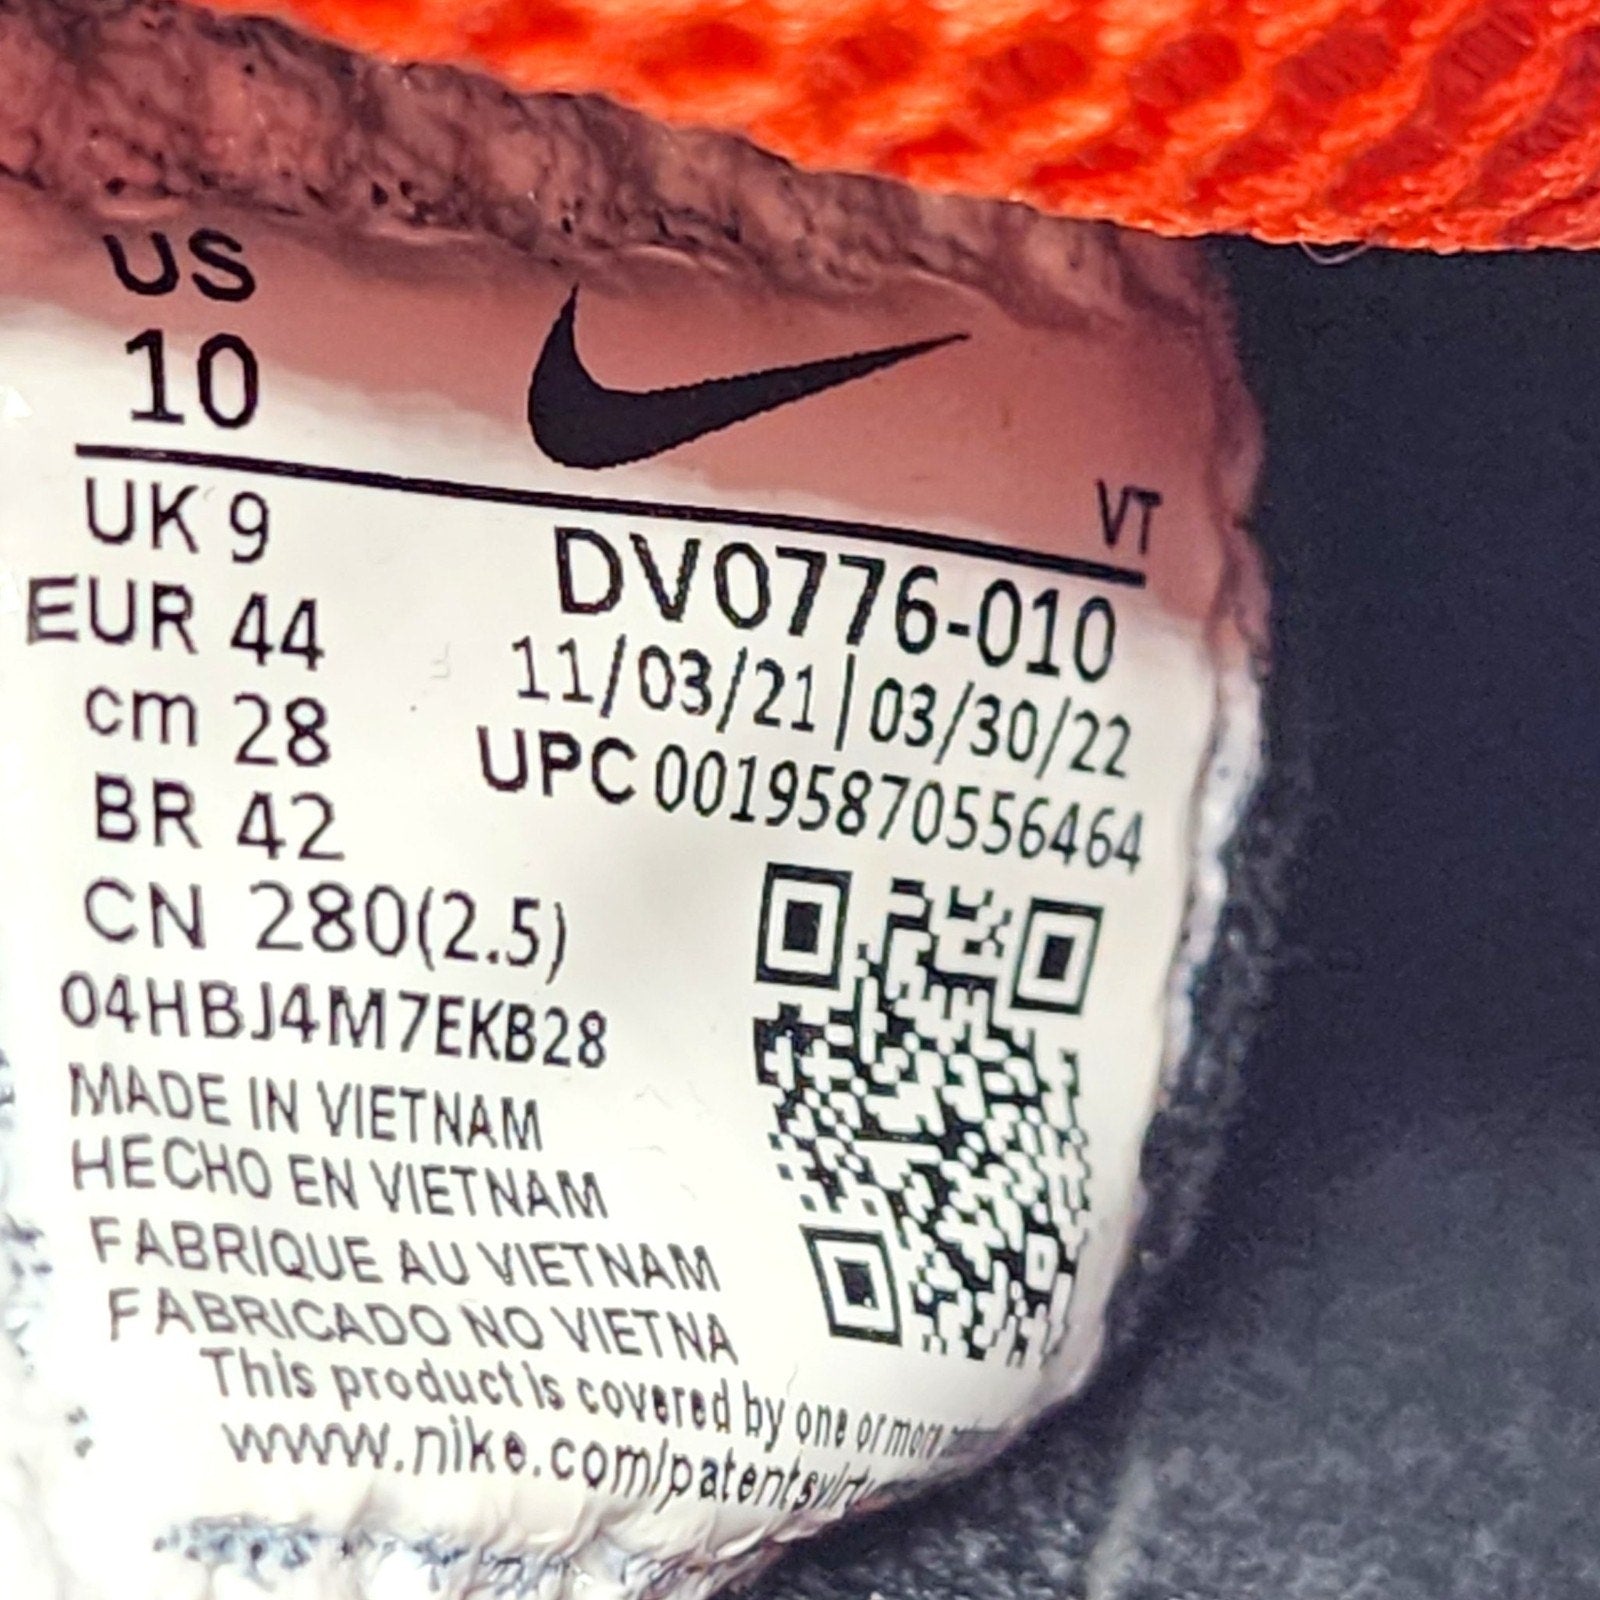 US
10
VT
UK 9
EUR 44
cm 28
BR 42
CN 280(2.5)
DV0776-010
11/03/21|03/30/22
UPC 00195870556464
04HBJ4M7EKB28
MADE IN VIETNAM
HECHO EN VIETNAM
FABRIQUE AU VIETNAM
FABRICADO NO VIETNA
This product is covered by one or more
www.nike.com/patents